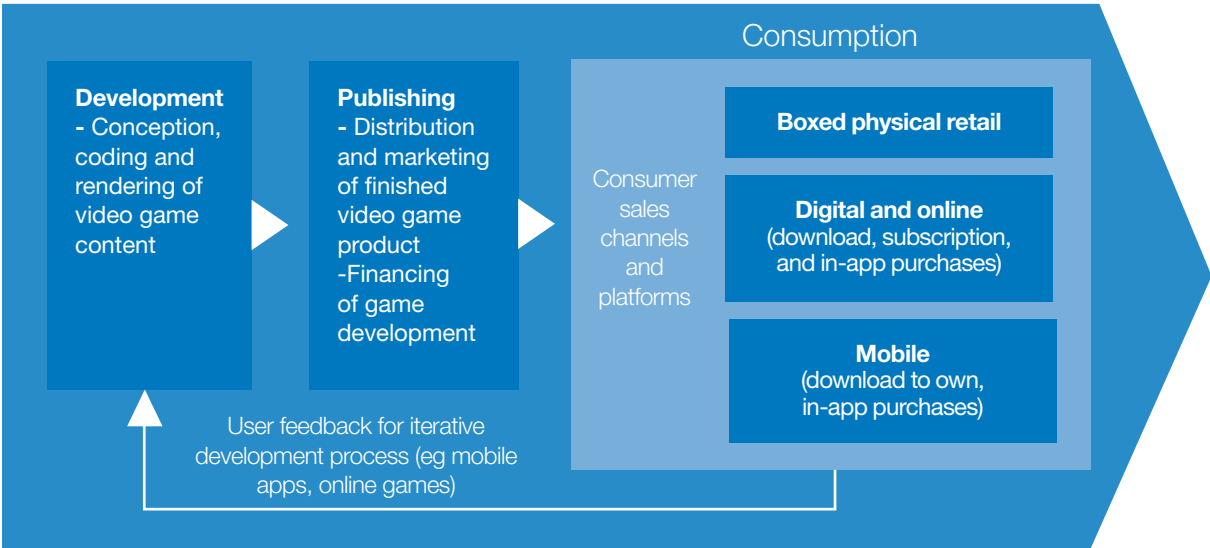 Consumption
Development
- Conception,
coding and
rendering of
video game
content
Publishing
- Distribution
and marketing
of finished
video game
product
-Financing
of game
development
Consumer
sales
channels
and
platforms
Boxed physical retail
Digital and online
(download, subscription,
and in-app purchases)
Mobile
(download to own,
in-app purchases)
User feedback for iterative
development process (eg mobile
apps, online games)